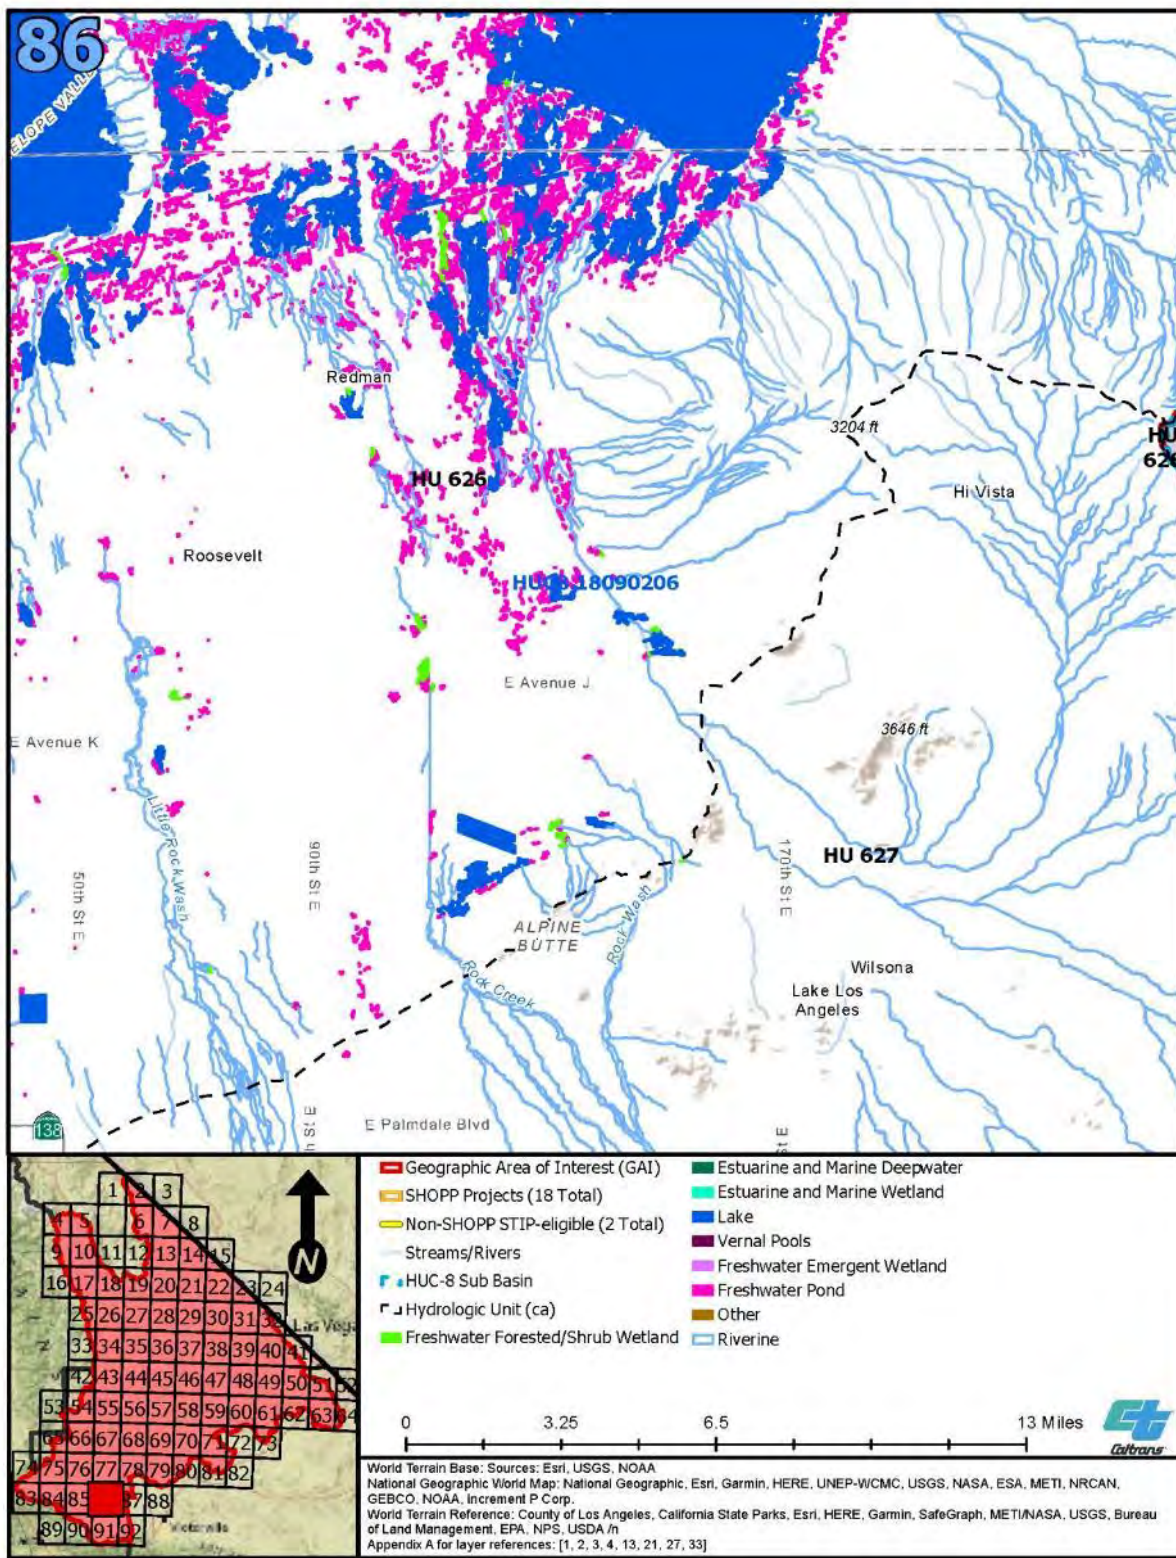 86
ELOPE VALL
Redman
3204 ft
HU
626
HU 626
Hi Vista
Roosevelt
HU08 18090206
E Avenue J
3646 ft
E Avenue K
Little Rock Wash
90th St E
170th St E
HU 627
50th St E
ALPINE
BUTTE
Rock Wash
Rock Creek
Wilsona
Lake Los
Angeles
138
h St E
E Palmdale Blvd
St E
1 2 3
4 5 6 7 8
9 10 11 12 13 14 15
16 17 18 19 20 21 22 23 24
25 26 27 28 29 30 31 32
Las Vega
33 34 35 36 37 38 39 40 41
42 43 44 45 46 47 48 49 50 51 52
53 54 55 56 57 58 59 60 61 62 63 64
65 66 67 68 69 70 71 72 73
74 75 76 77 78 79 80 81 82
83 84 85 87 88
89 90 91 92
Victorville
N
Geographic Area of Interest (GAI)
SHOPP Projects (18 Total)
Non-SHOPP STIP-eligible (2 Total)
Streams/Rivers
HUC-8 Sub Basin
Hydrologic Unit (ca)
Freshwater Forested/Shrub Wetland
Estuarine and Marine Deepwater
Estuarine and Marine Wetland
Lake
Vernal Pools
Freshwater Emergent Wetland
Freshwater Pond
Other
Riverine
0 3.25 6.5 13 Miles
Caltrans
World Terrain Base: Sources: Esri, USGS, NOAA
National Geographic World Map: National Geographic, Esri, Garmin, HERE, UNEP-WCMC, USGS, NASA, ESA, METI, NRCAN,
GEBCO, NOAA, Increment P Corp.
World Terrain Reference: County of Los Angeles, California State Parks, Esri, HERE, Garmin, SafeGraph, METI/NASA, USGS, Bureau
of Land Management, EPA, NPS, USDA /n
Appendix A for layer references: [1, 2, 3, 4, 13, 21, 27, 33]